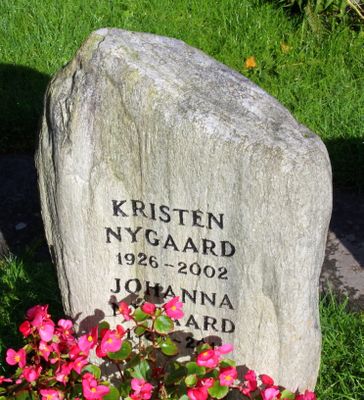 KRISTEN
NYGAARD
1926-2002
JOHANNA